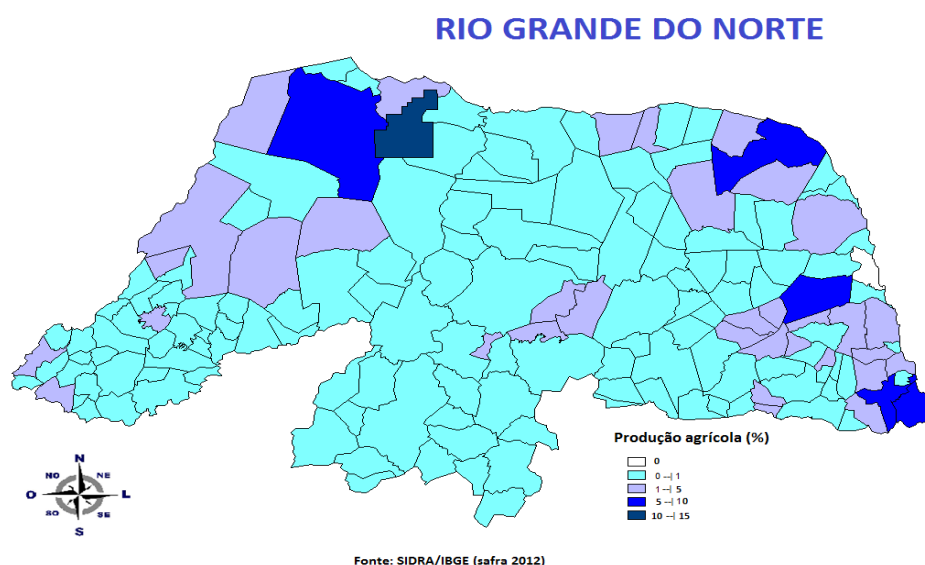 RIO GRANDE DO NORTE
Produção agrícola (%)
0
0 --| 1
1 --| 5
5 --| 10
10 --| 15
N
NO NE
O L
SO SE
S
Fonte: SIDRA/IBGE (safra 2012)